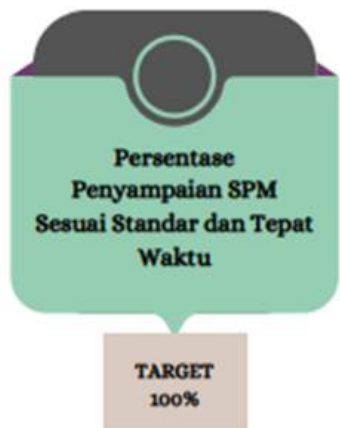 Persentase
Penyampaian SPM
Sesuai Standar dan Tepat
Waktu
TARGET
100%